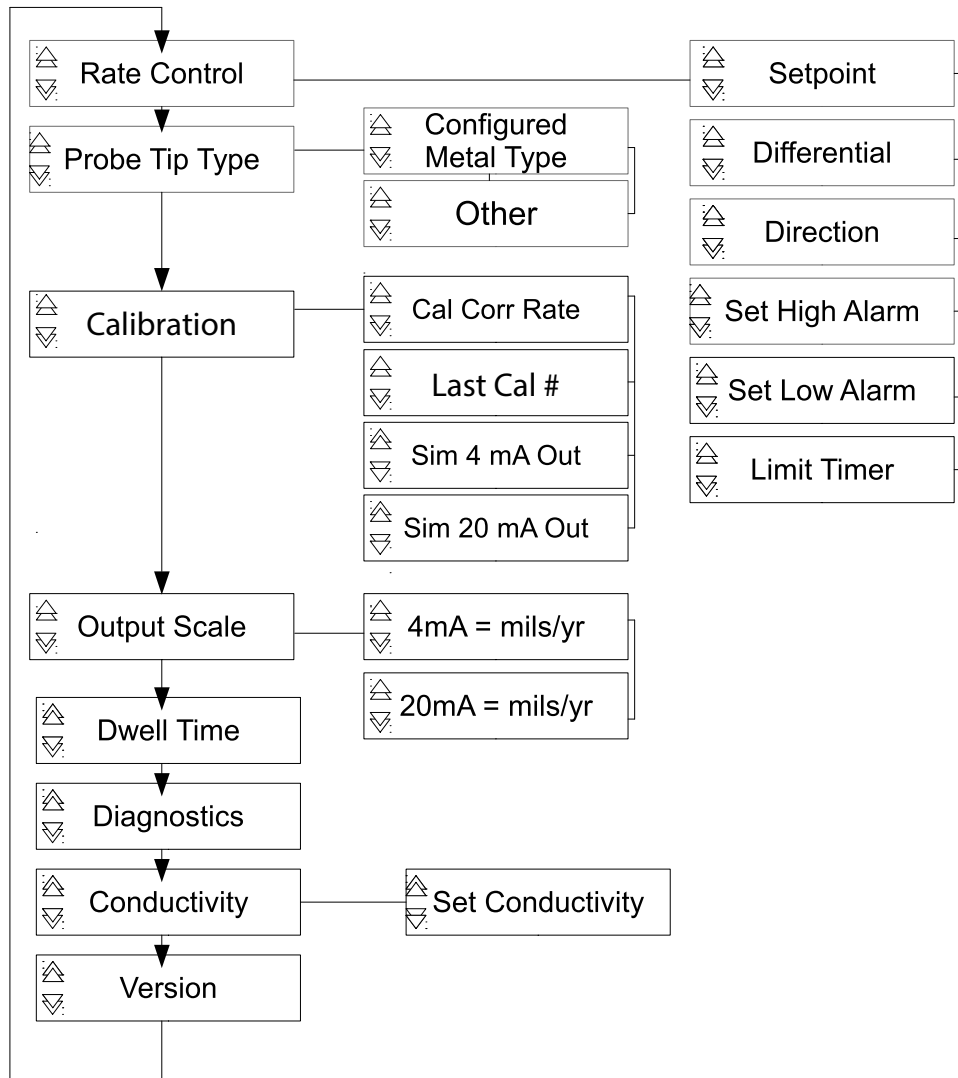 Rate Control
Setpoint
Probe Tip Type
Configured
Metal Type
Other
Differential
Direction
Calibration
Cal Corr Rate
Last Cal #
Sim 4 mA Out
Sim 20 mA Out
Set High Alarm
Set Low Alarm
Limit Timer
Output Scale
4mA = mils/yr
20mA = mils/yr
Dwell Time
Diagnostics
Conductivity
Set Conductivity
Version